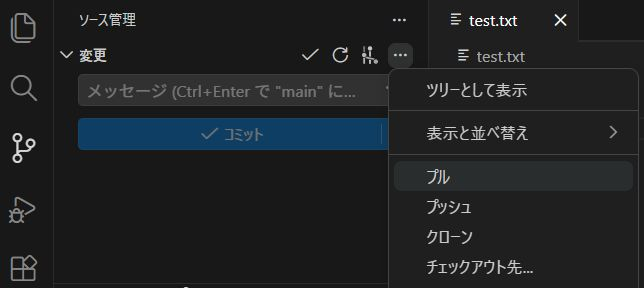 ソース管理
test.txt
変更
test.txt
メッセージ (Ctrl+Enter で "main" に...
コミット
ツリーとして表示
表示と並べ替え
プル
プッシュ
クローン
チェックアウト先...